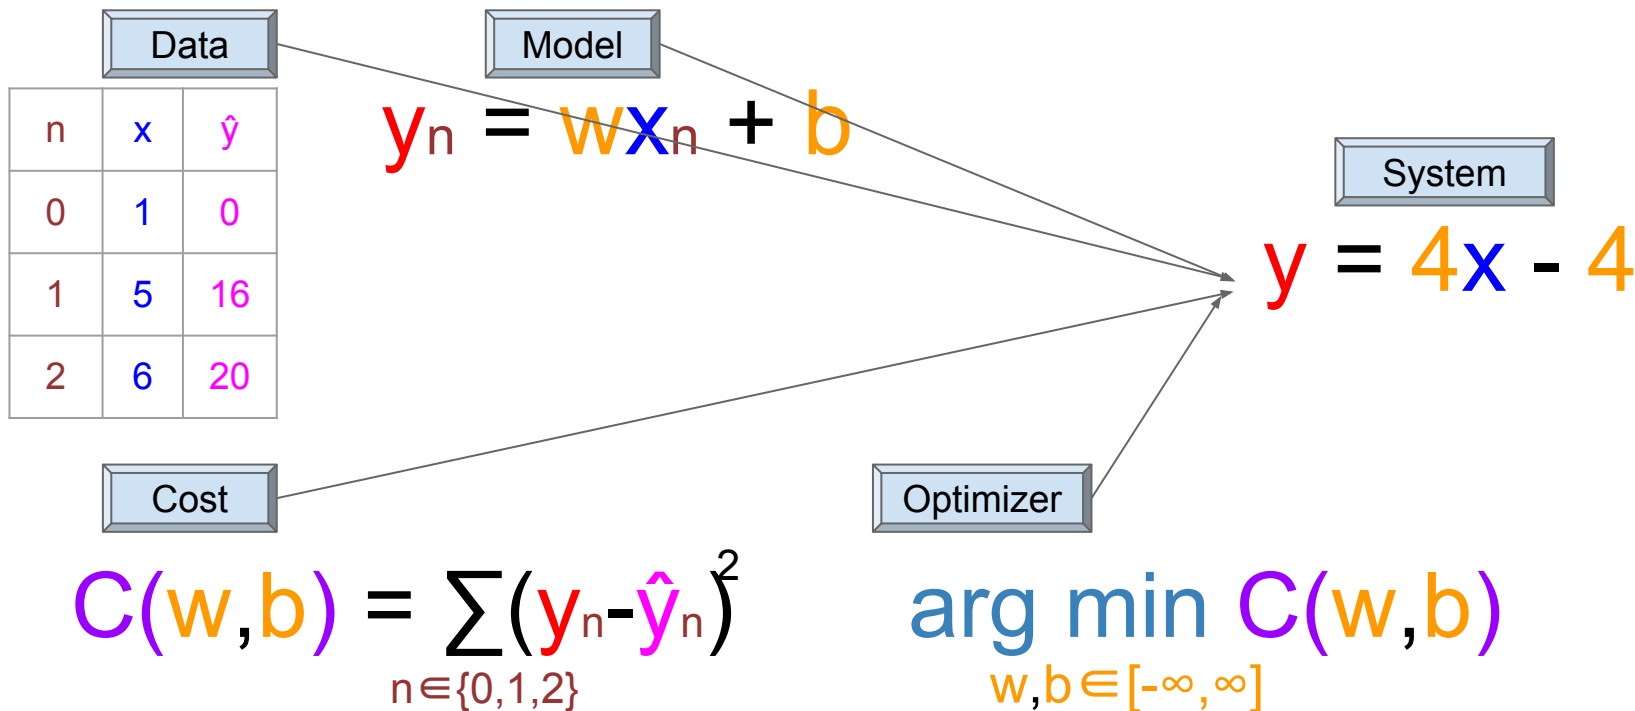 Data
Model
n x ŷ
0 1 0
1 5 16
2 6 20
yₙ = wxₙ + b
System
y = 4x - 4
Cost
Optimizer
C(w,b) = ∑(yₙ-ŷₙ)²
n∈{0,1,2}
arg min C(w,b)
w,b∈[-∞,∞]